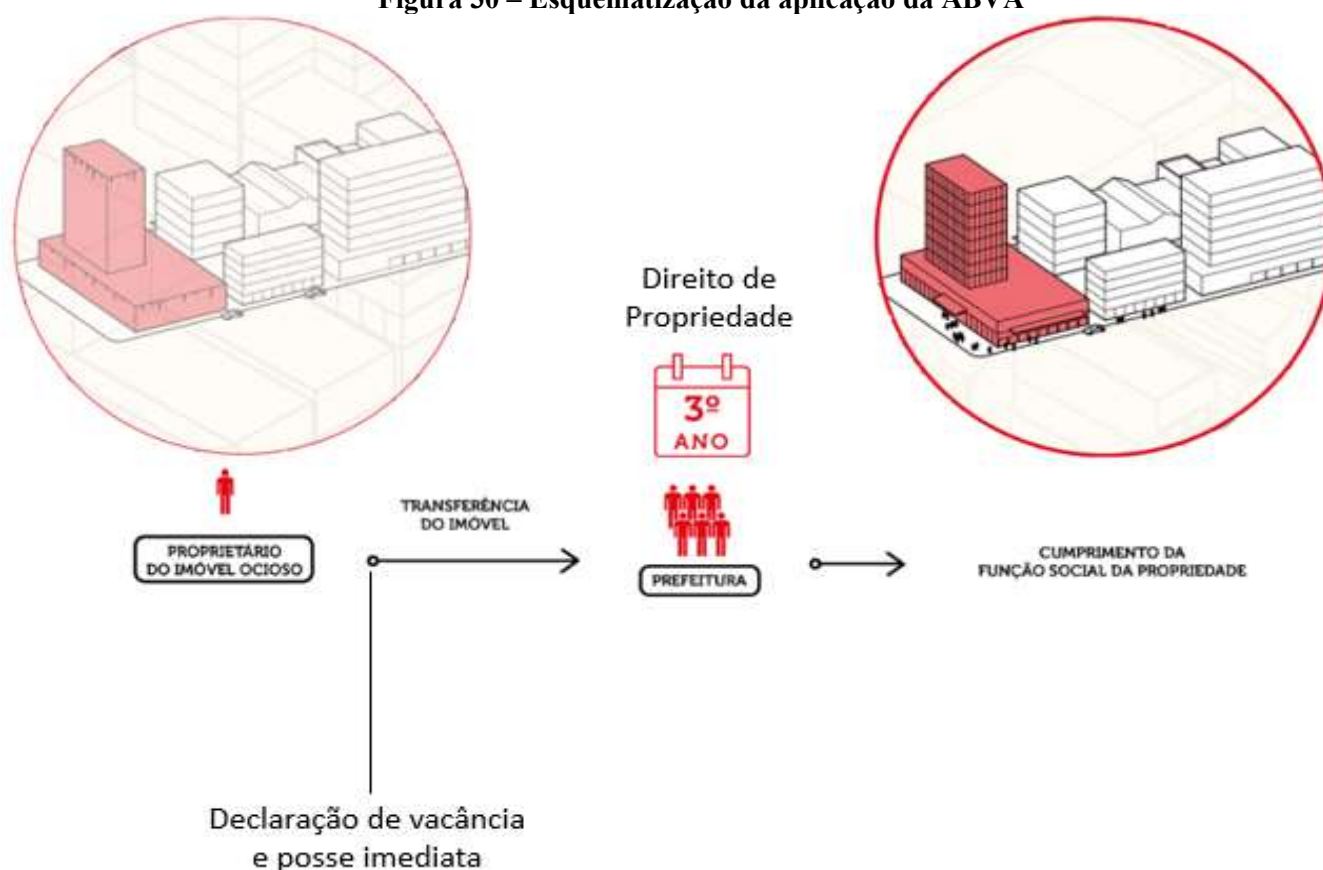 Figura 30 – Esquematização da aplicação da ABVA
Direito de
Propriedade
3º
ANO
TRANSFERÊNCIA
DO IMÓVEL
PROPRIETÁRIO
DO IMÓVEL OCIOSO
PREFEITURA
CUMPRIMENTO DA
FUNÇÃO SOCIAL DA PROPRIEDADE
Declaração de vacância
e posse imediata